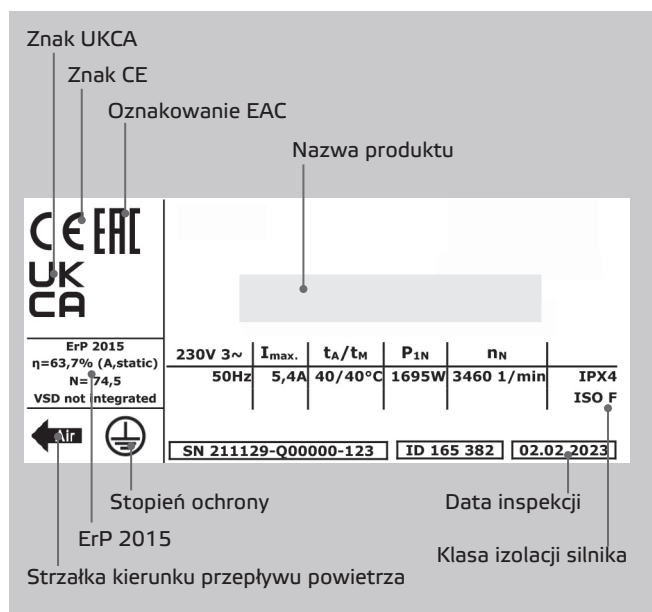 Znak UKCA
Znak CE
Oznakowanie EAC
Nazwa produktu
CE EAC
UK
CA
ErP 2015
η=63,7% (A,static)
N= 74,5
VSD not integrated
230V 3~ Imax. tA/tM P1N nN
50Hz 5,4A 40/40°C 1695W 3460 1/min IPX4
ISO F
Air
SN 211129-Q00000-123 ID 165 382 02.02.2023
Stopień ochrony Data inspekcji
ErP 2015
Klasa izolacji silnika
Strzałka kierunku przepływu powietrza